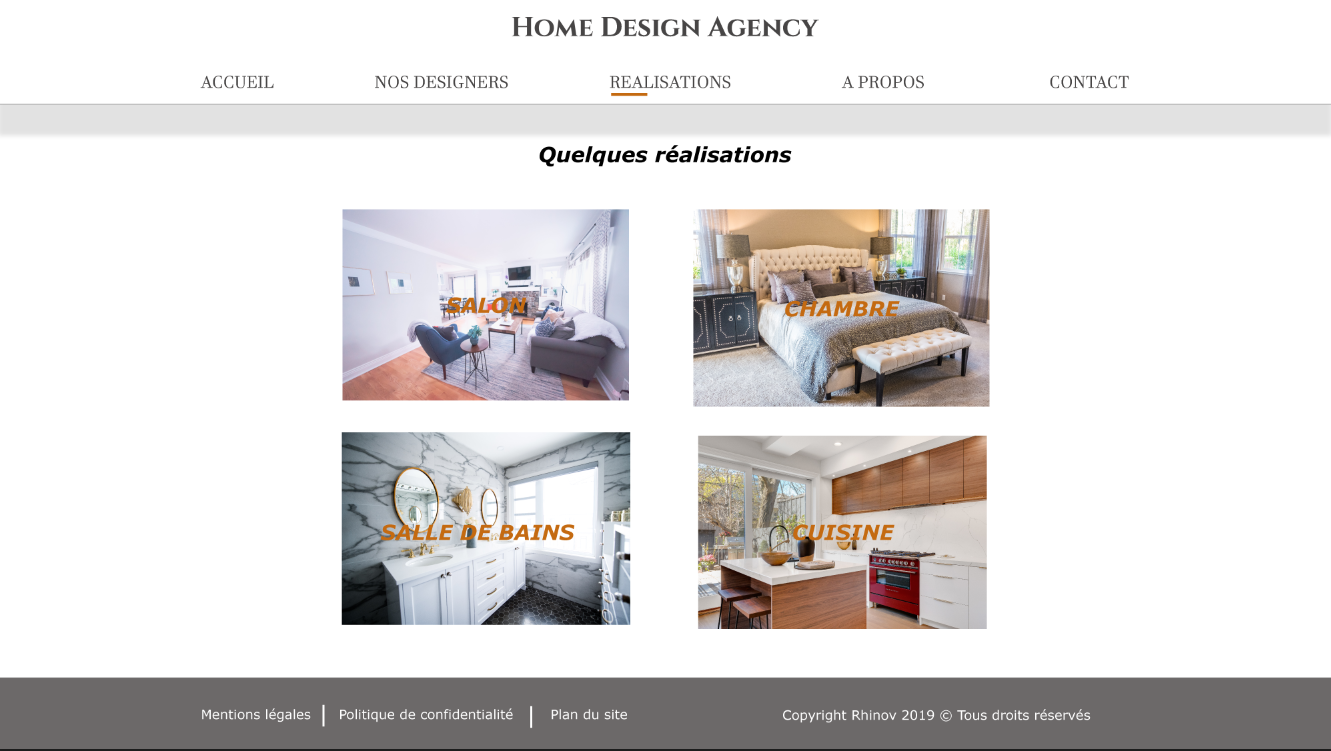 Home Design Agency
ACCUEIL NOS DESIGNERS REALISATIONS A PROPOS CONTACT
Quelques réalisations
SALON CHAMBRE
SALLE DE BAINS CUISINE
Mentions légales | Politique de confidentialité | Plan du site Copyright Rhinov 2019 © Tous droits réservés